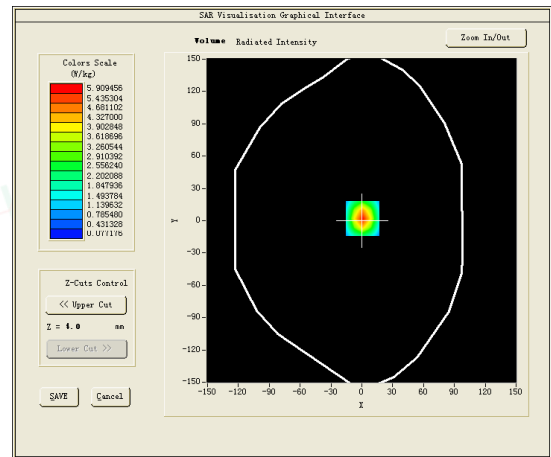 SAR Visualisation Graphical Interface
Volume Radiated Intensity
Zoom In/Out
Colors Scale
(W/kg)
5.909456
5.435304
4.681102
4.327000
3.902848
3.618696
3.260544
2.910392
2.556240
2.202088
1.847936
1.493784
1.139632
0.785480
0.431328
0.077176
150
120
90
60
30
0
-30
-60
-90
-120
-150
Y
-150 -120 -90 -60 -30 0 30 60 90 120 150
X
Z-Cuts Control
<< Upper Cut
Z = 4.0 mm
Lower Cut >>
SAVE Cancel